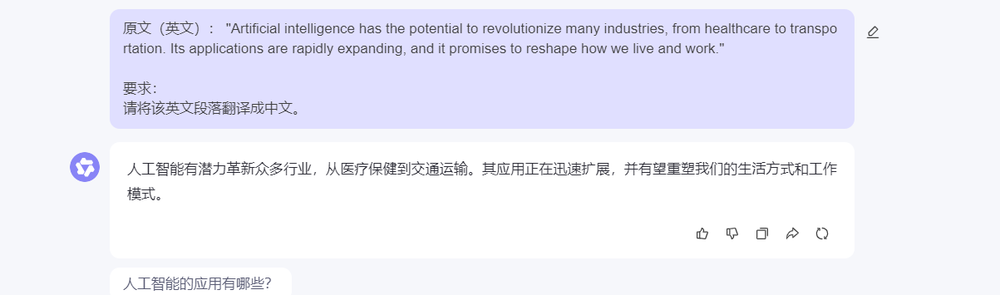 原文（英文）： "Artificial intelligence has the potential to revolutionize many industries, from healthcare to transpo
rtation. Its applications are rapidly expanding, and it promises to reshape how we live and work."
要求：
请将该英文段落翻译成中文。
人工智能有潜力革新众多行业，从医疗保健到交通运输。其应用正在迅速扩展，并有望重塑我们的生活方式和工作
模式。
人工智能的应用有哪些？